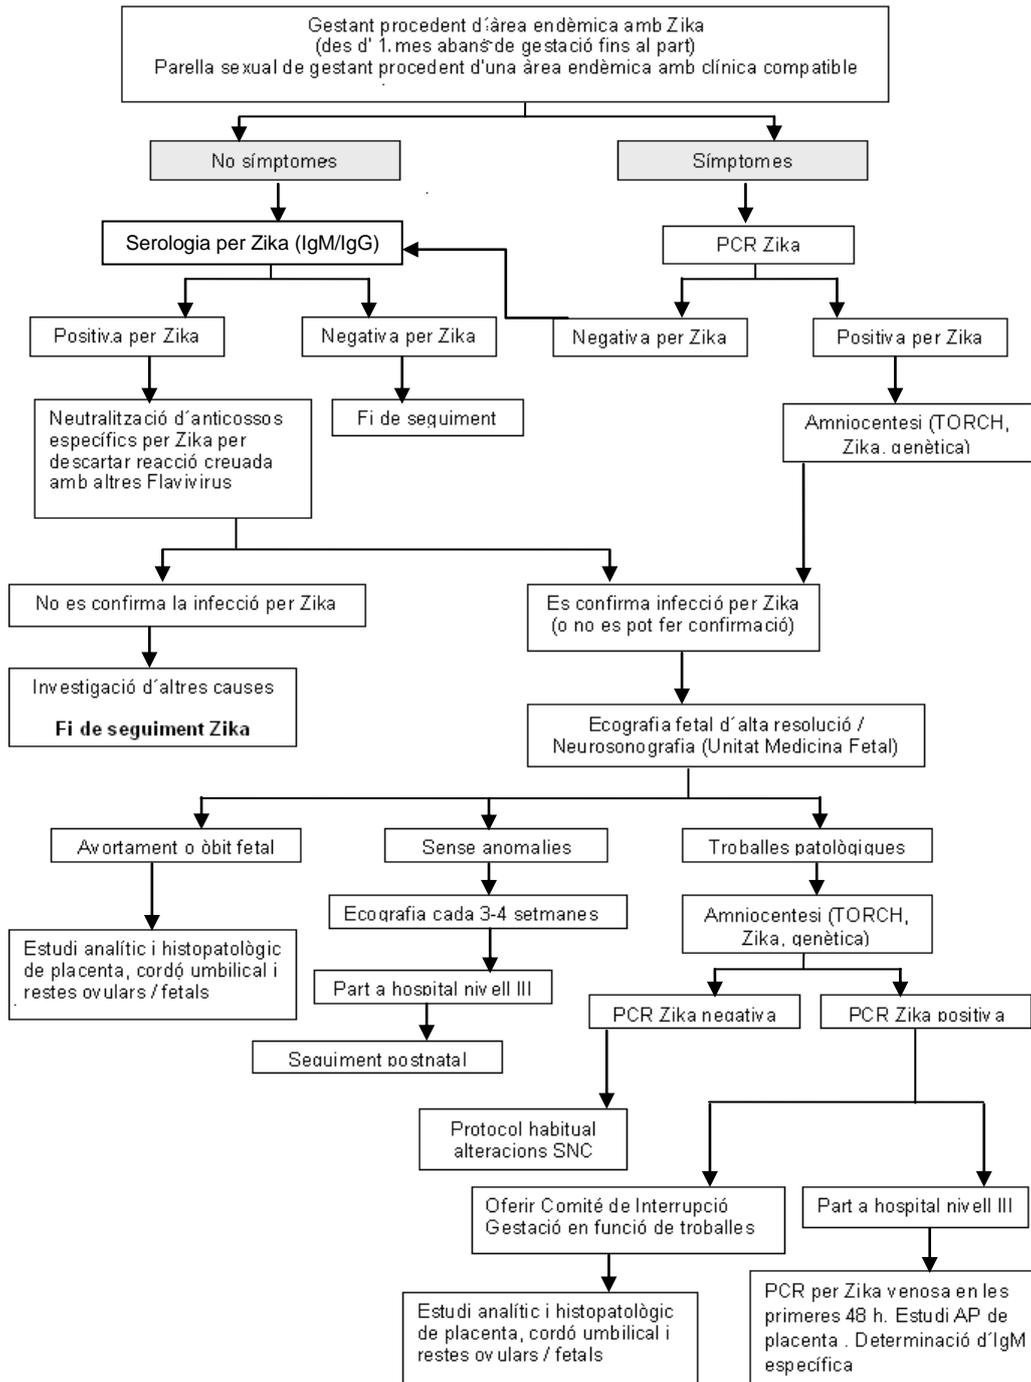 Gestant procedent d´àrea endèmica amb Zika
(des d' 1.mes abans de gestació fins al part)
Parella sexual de gestant procedent d'una àrea endèmica amb clínica compatible
No símptomes
Símptomes
Serologia per Zika (IgM/IgG)
PCR Zika
Positiva per Zika
Negativa per Zika
Negativa per Zika
Positiva per Zika
Neutralització d´anticossos
específics per Zika per
descartar reacció creuada
amb altres Flavivirus
Fi de seguiment
Amniocentesi (TORCH,
Zika, genètica)
No es confirma la infecció per Zika
Es confirma infecció per Zika
(o no es pot fer confirmació)
Investigació d´altres causes
Fi de seguiment Zika
Ecografia fetal d´alta resolució /
Neurosonografia (Unitat Medicina Fetal)
Avortament o òbit fetal
Sense anomalies
Troballes patològiques
Ecografia cada 3-4 setmanes
Amniocentesi (TORCH,
Zika, genètica)
Estudi analític i histopatològic
de placenta, cordó umbilical i
restes ovulars / fetals
Part a hospital nivell III
PCR Zika negativa
PCR Zika positiva
Seguiment postnatal
Protocol habitual
alteracions SNC
Oferir Comité de Interrupció
Gestació en funció de troballes
Part a hospital nivell III
Estudi analític i histopatològic
de placenta, cordó umbilical i
restes ovulars / fetals
PCR per Zika venosa en les
primeres 48 h. Estudi AP de
placenta . Determinació d´IgM
específica